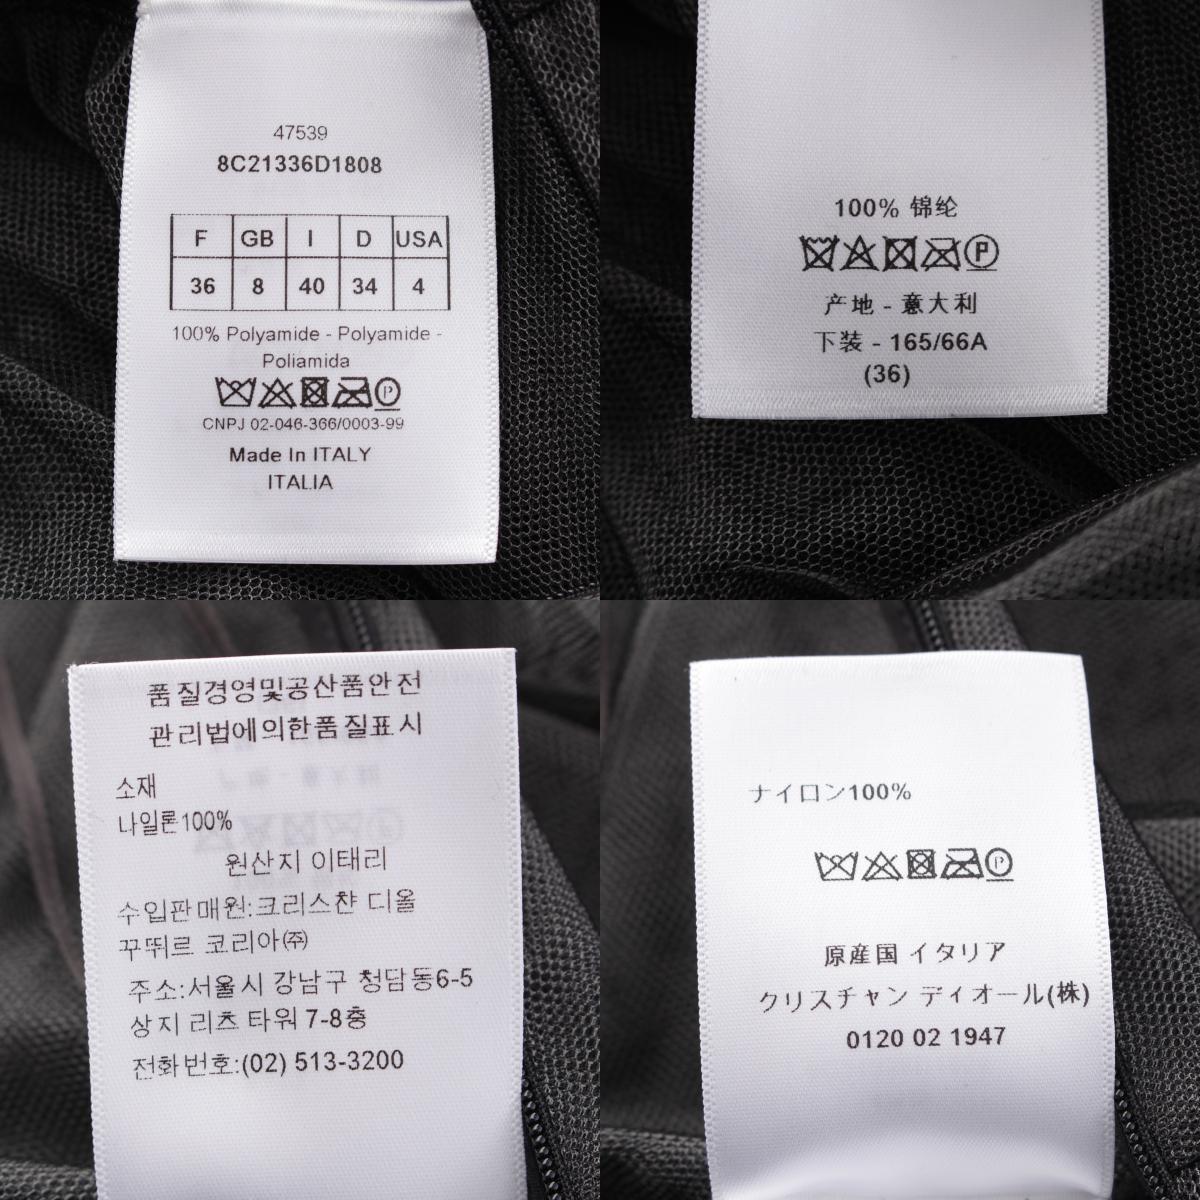 47539
8C21336D1808
F GB I D USA
36 8 40 34 4
100% Polyamide - Polyamide -
Poliamida
P
CNPJ 02-046-366/0003-99
Made In ITALY
ITALIA
100% 锦纶
P
产地 - 意大利
下装 - 165/66A
(36)
품질경영및공산품안전
관리법에의한품질표시
소재
나일론100%
원산지 이태리
수입판매원:크리스챤 디올
꾸뛰르 코리아㈜
주소:서울시 강남구 청담동6-5
상지 리츠 타워 7-8층
전화번호:(02) 513-3200
ナイロン100%
P
原産国 イタリア
クリスチャン ディオール(株)
0120 02 1947